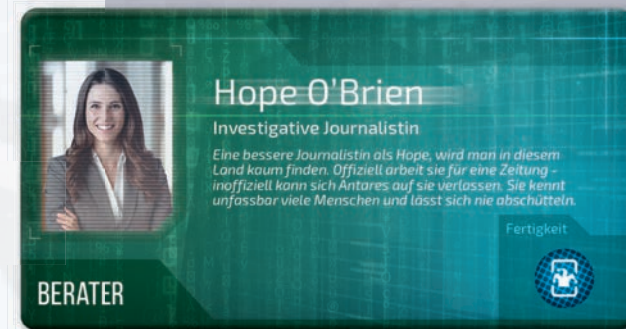 Hope O'Brien
Investigative Journalistin
Eine bessere Journalistin als Hope, wird man in diesem
Land kaum finden. Offiziell arbeit sie für eine Zeitung -
inoffiziell kann sich Antares auf sie verlassen. Sie kennt
unfassbar viele Menschen und lässt sich nie abschütteln.
Fertigkeit
BERATER